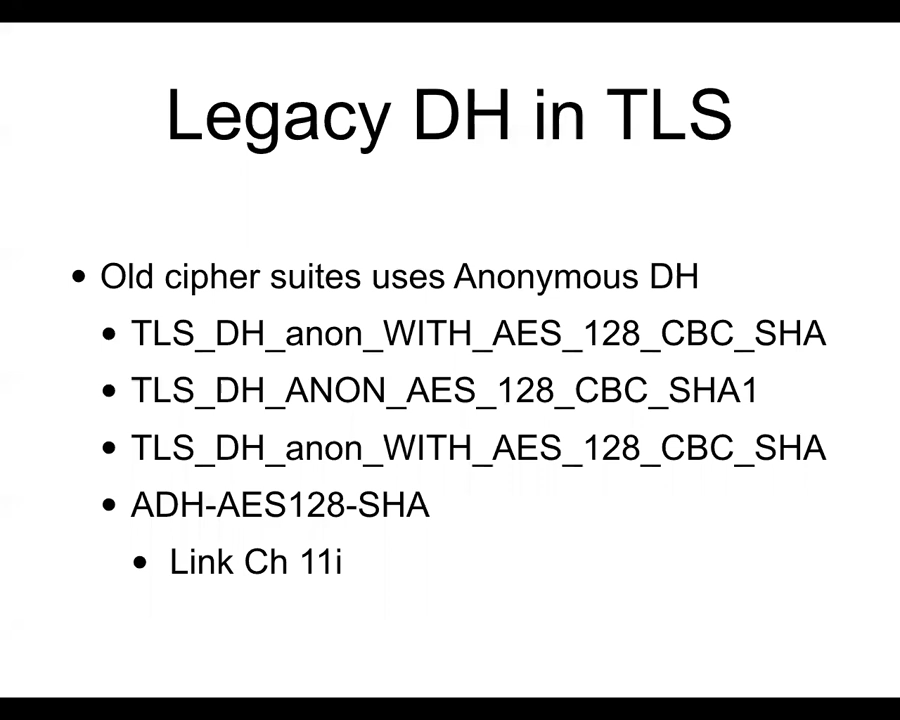 Legacy DH in TLS
• Old cipher suites uses Anonymous DH
• TLS_DH_anon_WITH_AES_128_CBC_SHA
• TLS_DH_ANON_AES_128_CBC_SHA1
• TLS_DH_anon_WITH_AES_128_CBC_SHA
• ADH-AES128-SHA
• Link Ch 11i